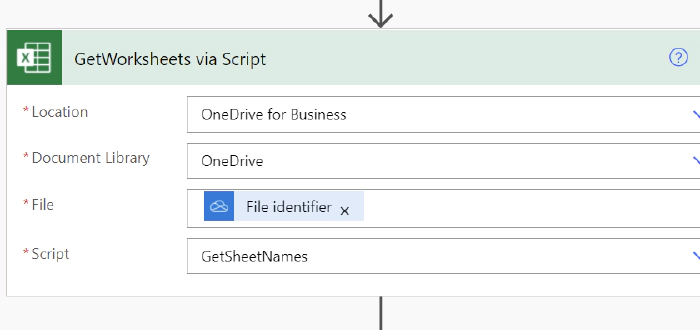 GetWorksheets via Script
?
* Location
OneDrive for Business
* Document Library
OneDrive
* File
File identifier x
* Script
GetSheetNames